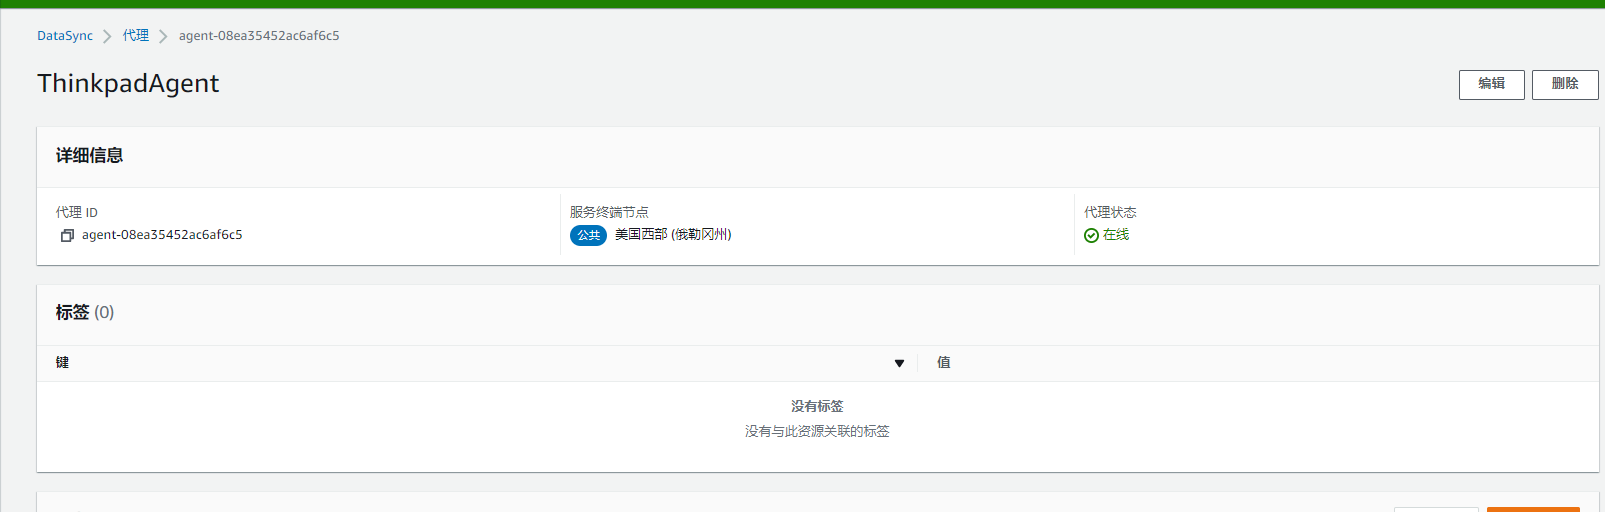 DataSync > 代理 > agent-08ea35452ac6af6c5
ThinkpadAgent
编辑 删除
详细信息
代理 ID 服务终端节点 代理状态
agent-08ea35452ac6af6c5 公共 美国西部 (俄勒冈州) 在线
标签 (0)
键 值
没有标签
没有与此资源关联的标签